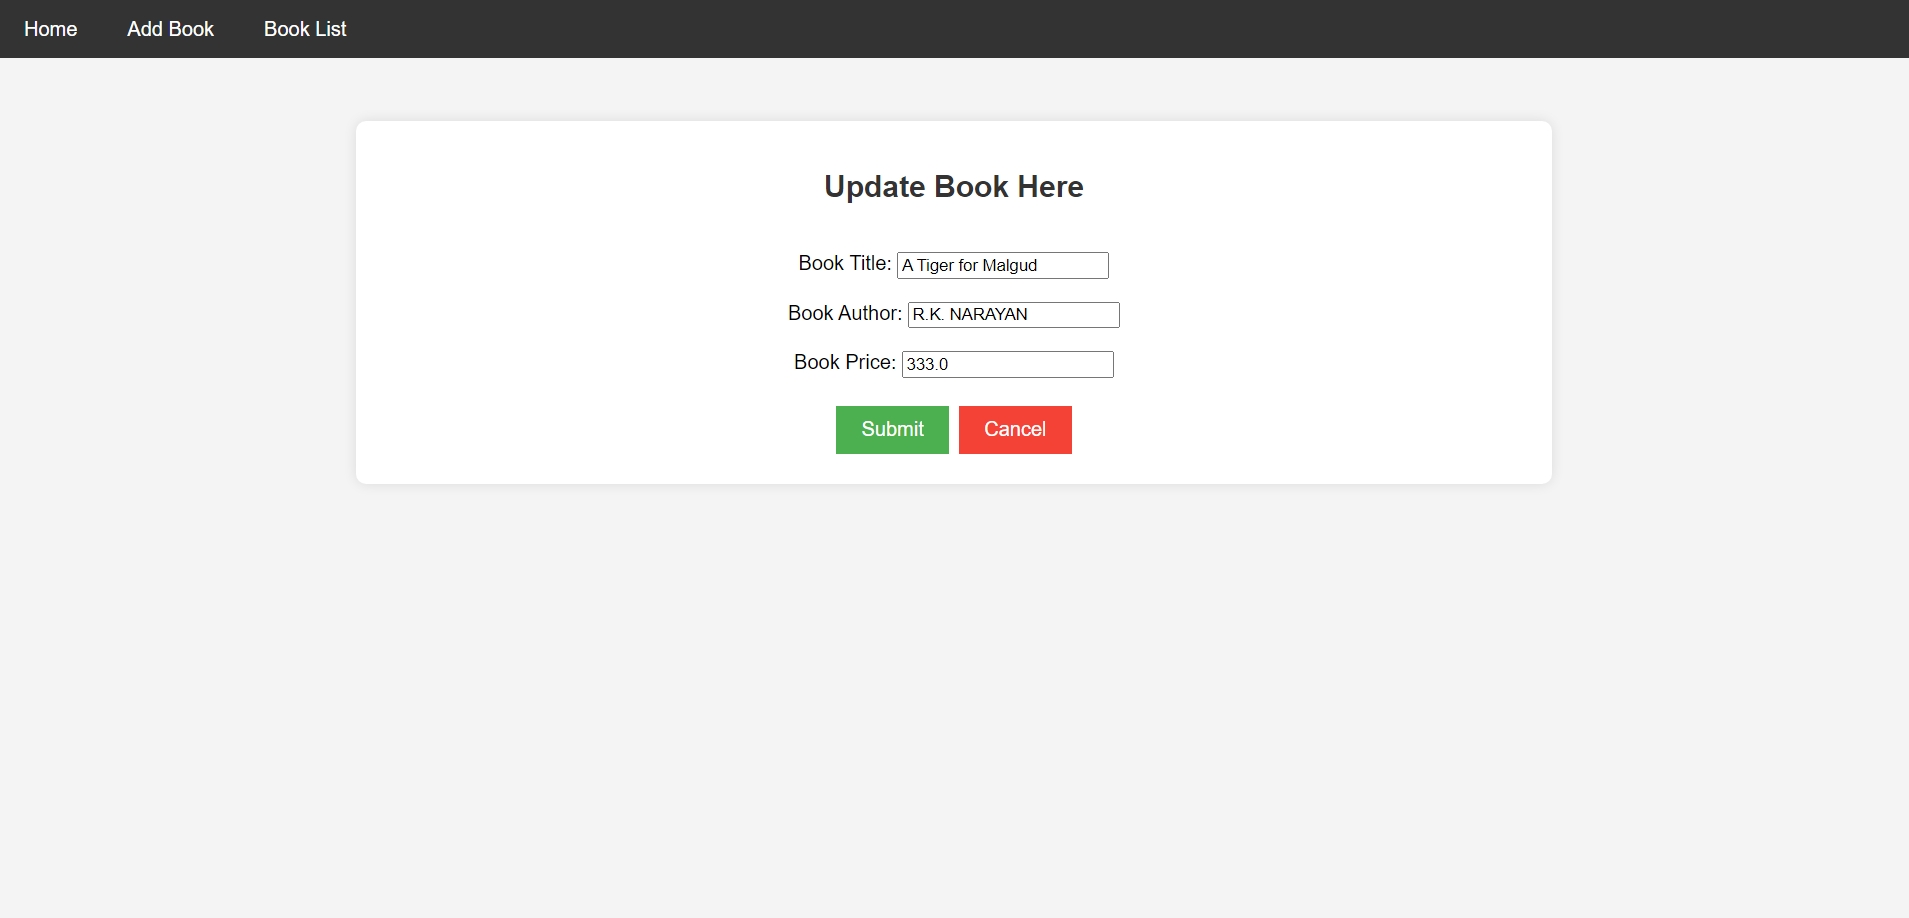 Home Add Book Book List
Update Book Here
Book Title: A Tiger for Malgud
Book Author: R.K. NARAYAN
Book Price: 333.0
Submit Cancel